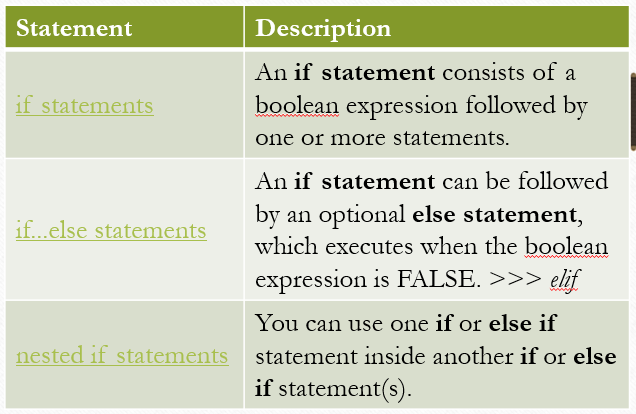 Statement
Description
if statements
An if statement consists of a
boolean expression followed by
one or more statements.
if...else statements
An if statement can be followed
by an optional else statement,
which executes when the boolean
expression is FALSE. >>> elif
nested if statements
You can use one if or else if
statement inside another if or else
if statement(s).